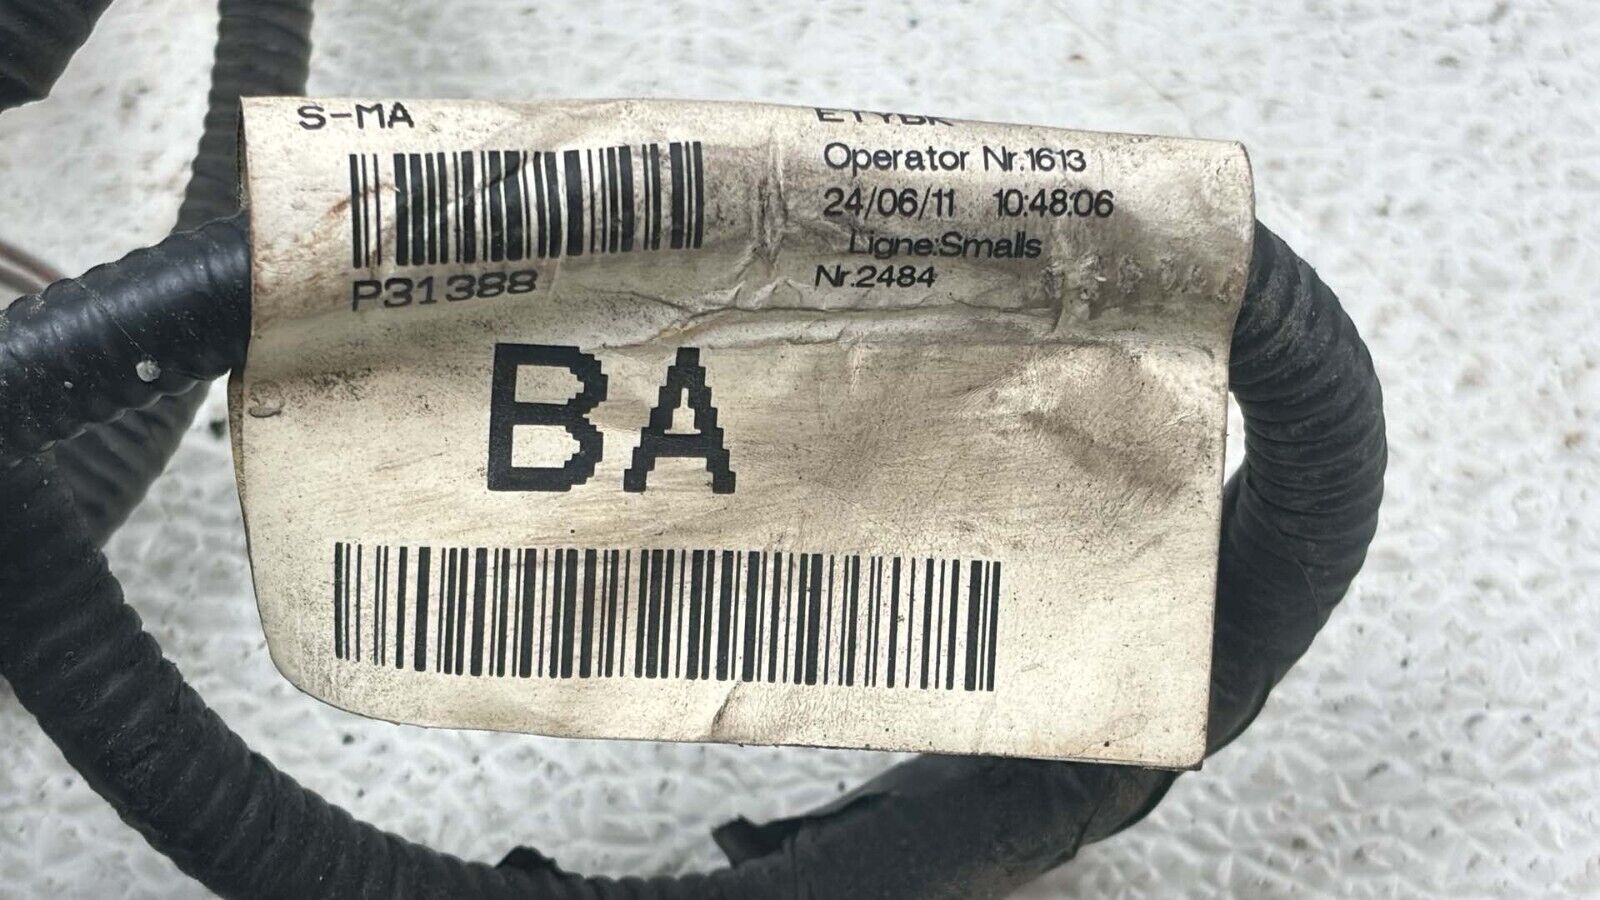 S-MA
Operator Nr.1613
24/06/11 10:48:06
Ligne:Smalls
Nr.2484
P31388
BA